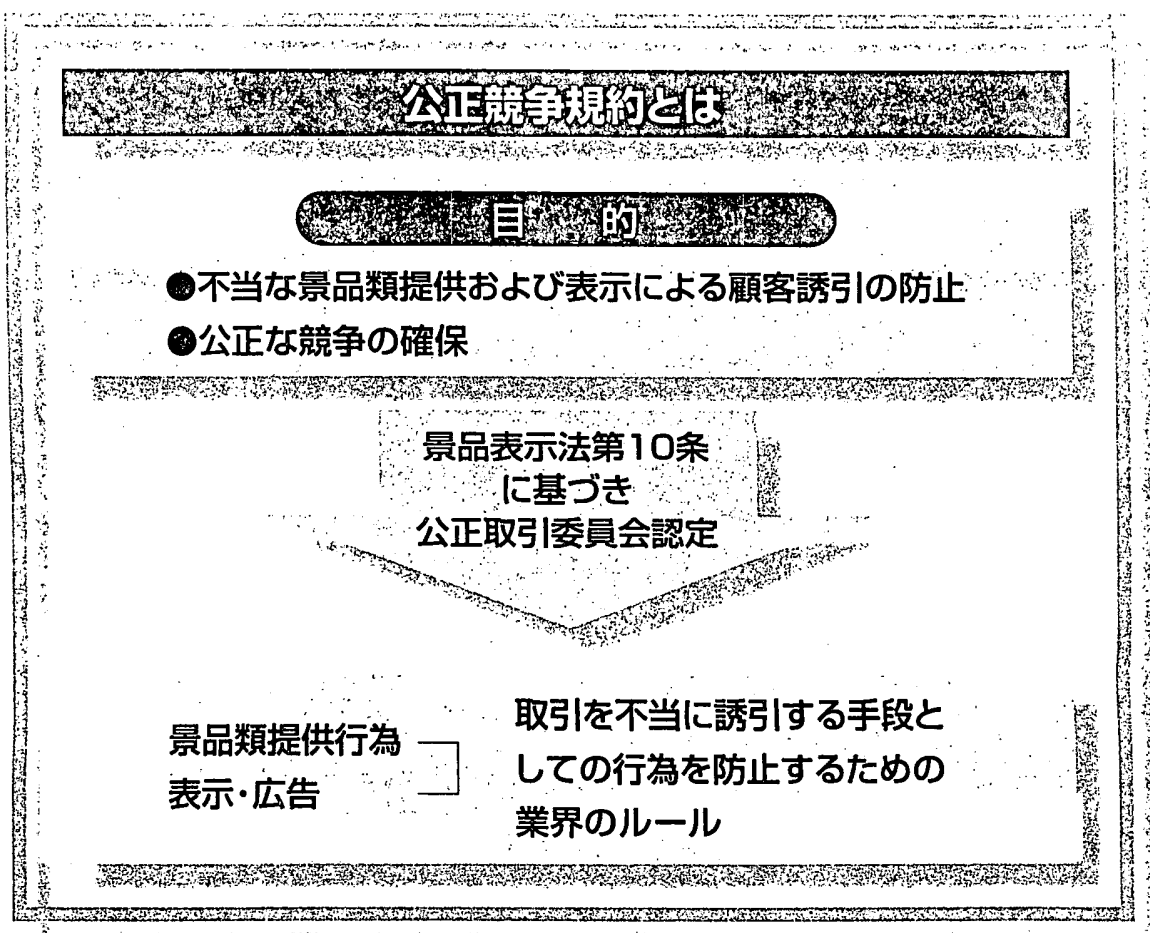 公正競争規約とは
目 的
●不当な景品類提供および表示による顧客誘引の防止
●公正な競争の確保
景品表示法第10条
に基づき
公正取引委員会認定
景品類提供行為
表示・広告
取引を不当に誘引する手段と
しての行為を防止するための
業界のルール